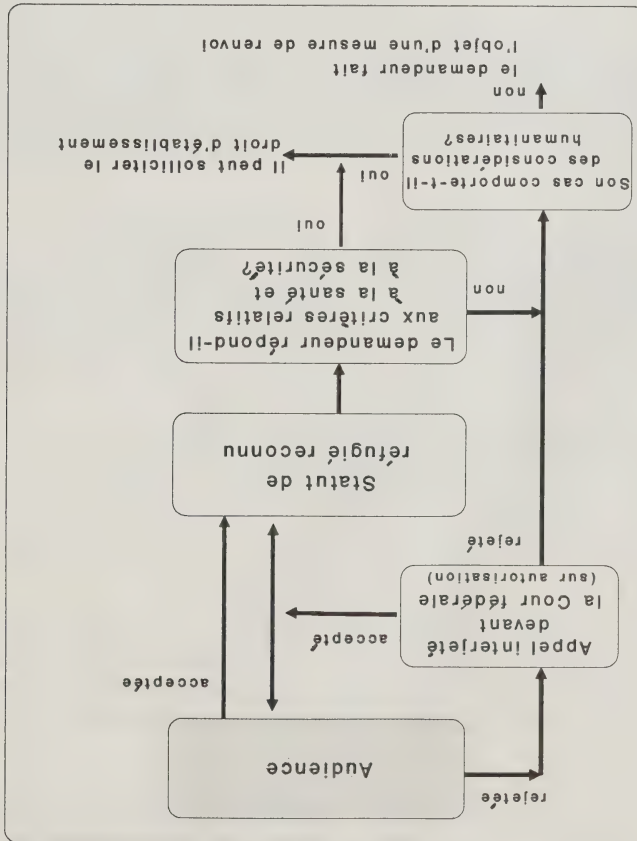 rejetée
Audience
acceptée
Appel interjeté
devant
la Cour fédérale
(sur autorisation)
accepté
rejeté
Statut de
réfugié reconnu
Le demandeur répond-il
aux critères relatifs
à la santé et
à la sécurité?
non
oui
Son cas comporte-t-il
des considérations
humanitaires?
oui
il peut solliciter le
droit d'établissement
non
le demandeur fait
l'objet d'une mesure de renvoi